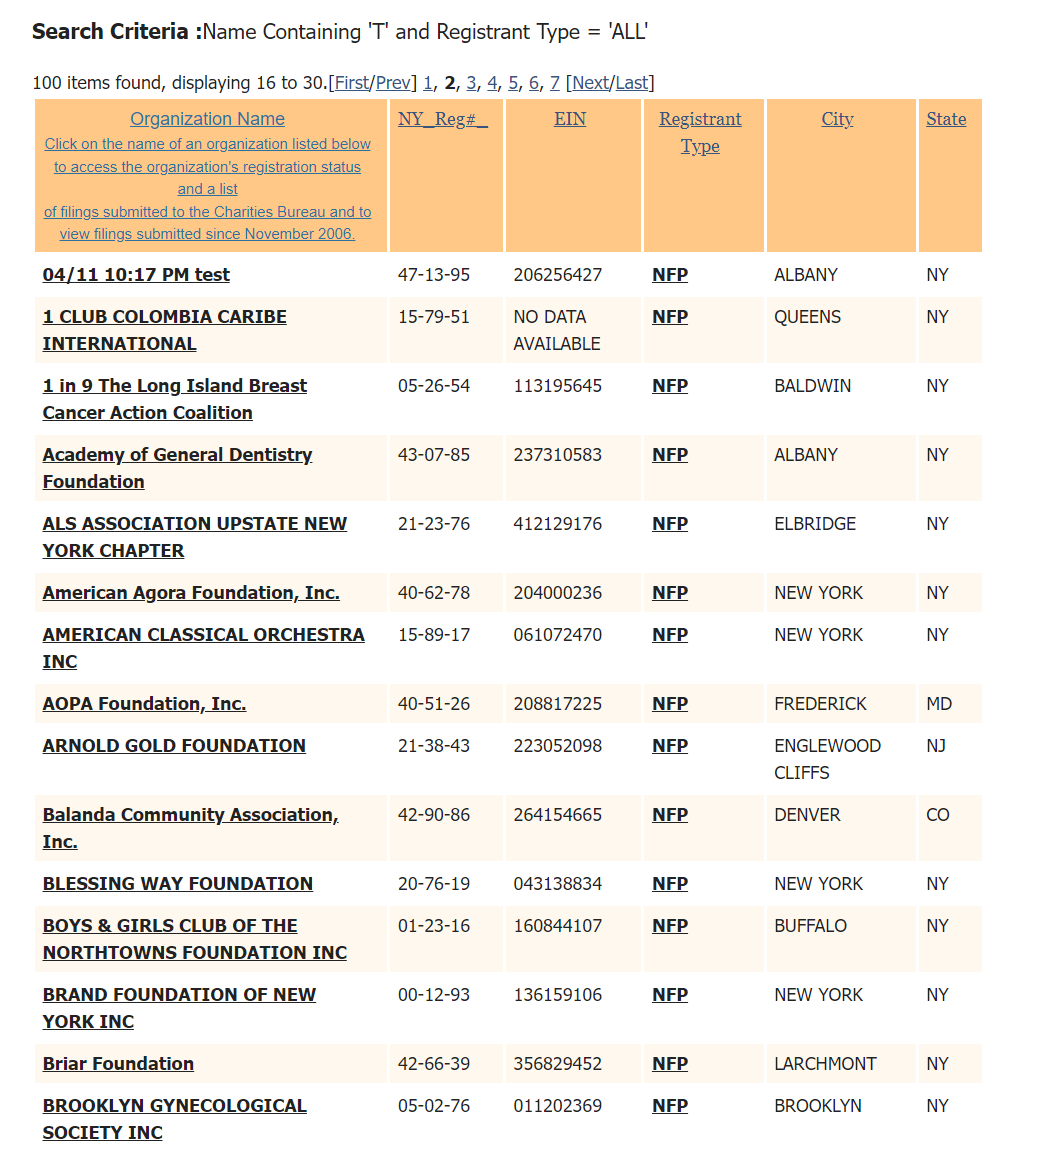 Search Criteria :Name Containing 'T' and Registrant Type = 'ALL'
100 items found, displaying 16 to 30.[First/Prev] 1, 2, 3, 4, 5, 6, 7 [Next/Last]
Organization Name NY_Reg#_ EIN Registrant City State
Click on the name of an organization listed below Type
to access the organization's registration status
and a list
of filings submitted to the Charities Bureau and to
view filings submitted since November 2006.
04/11 10:17 PM test 47-13-95 206256427 NFP ALBANY NY
1 CLUB COLOMBIA CARIBE 15-79-51 NO DATA NFP QUEENS NY
INTERNATIONAL AVAILABLE
1 in 9 The Long Island Breast 05-26-54 113195645 NFP BALDWIN NY
Cancer Action Coalition
Academy of General Dentistry 43-07-85 237310583 NFP ALBANY NY
Foundation
ALS ASSOCIATION UPSTATE NEW 21-23-76 412129176 NFP ELBRIDGE NY
YORK CHAPTER
American Agora Foundation, Inc. 40-62-78 204000236 NFP NEW YORK NY
AMERICAN CLASSICAL ORCHESTRA 15-89-17 061072470 NFP NEW YORK NY
INC
AOPA Foundation, Inc. 40-51-26 208817225 NFP FREDERICK MD
ARNOLD GOLD FOUNDATION 21-38-43 223052098 NFP ENGLEWOOD NJ
CLIFFS
Balanda Community Association, 42-90-86 264154665 NFP DENVER CO
Inc.
BLESSING WAY FOUNDATION 20-76-19 043138834 NFP NEW YORK NY
BOYS & GIRLS CLUB OF THE 01-23-16 160844107 NFP BUFFALO NY
NORTHTOWNS FOUNDATION INC
BRAND FOUNDATION OF NEW 00-12-93 136159106 NFP NEW YORK NY
YORK INC
Briar Foundation 42-66-39 356829452 NFP LARCHMONT NY
BROOKLYN GYNECOLOGICAL 05-02-76 011202369 NFP BROOKLYN NY
SOCIETY INC